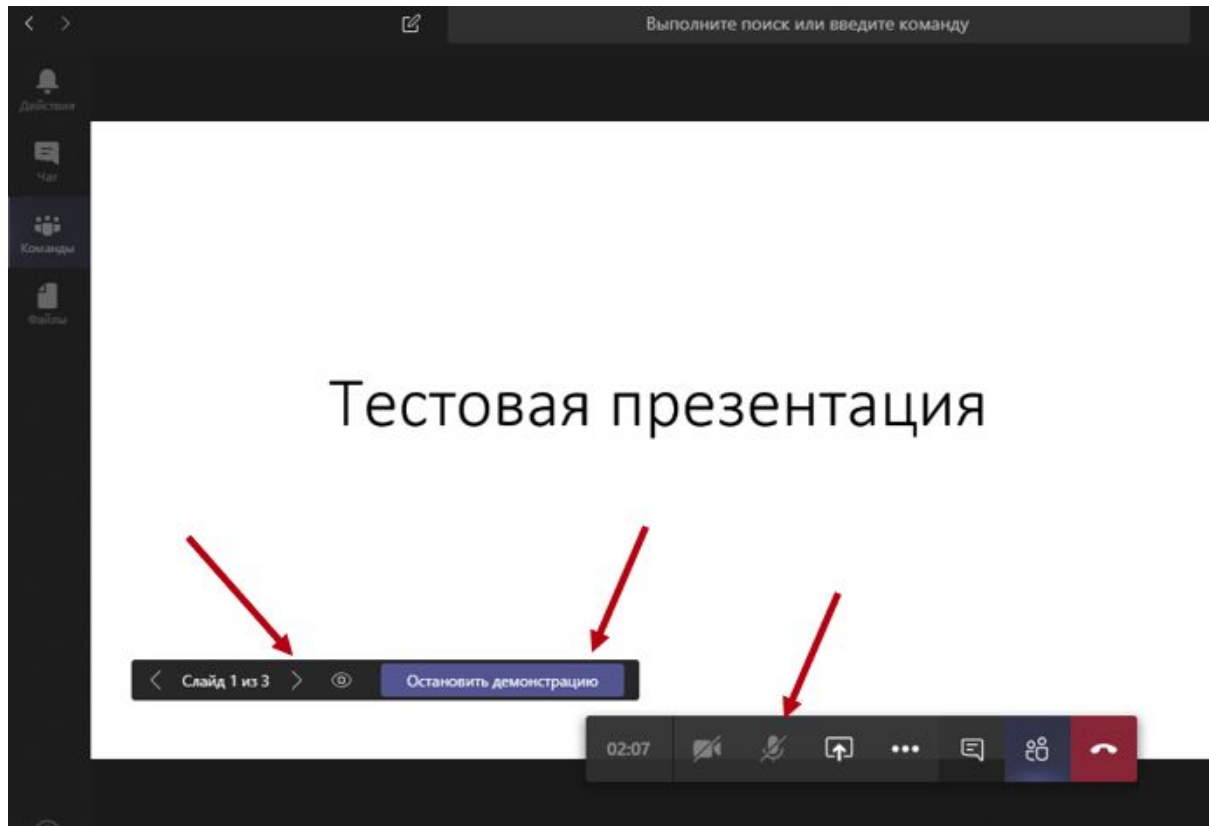 Выполните поиск или введите команду
Действия
Чат
Команды
Файлы
Тестовая презентация
Слайд 1 из 3
Остановить демонстрацию
02:07